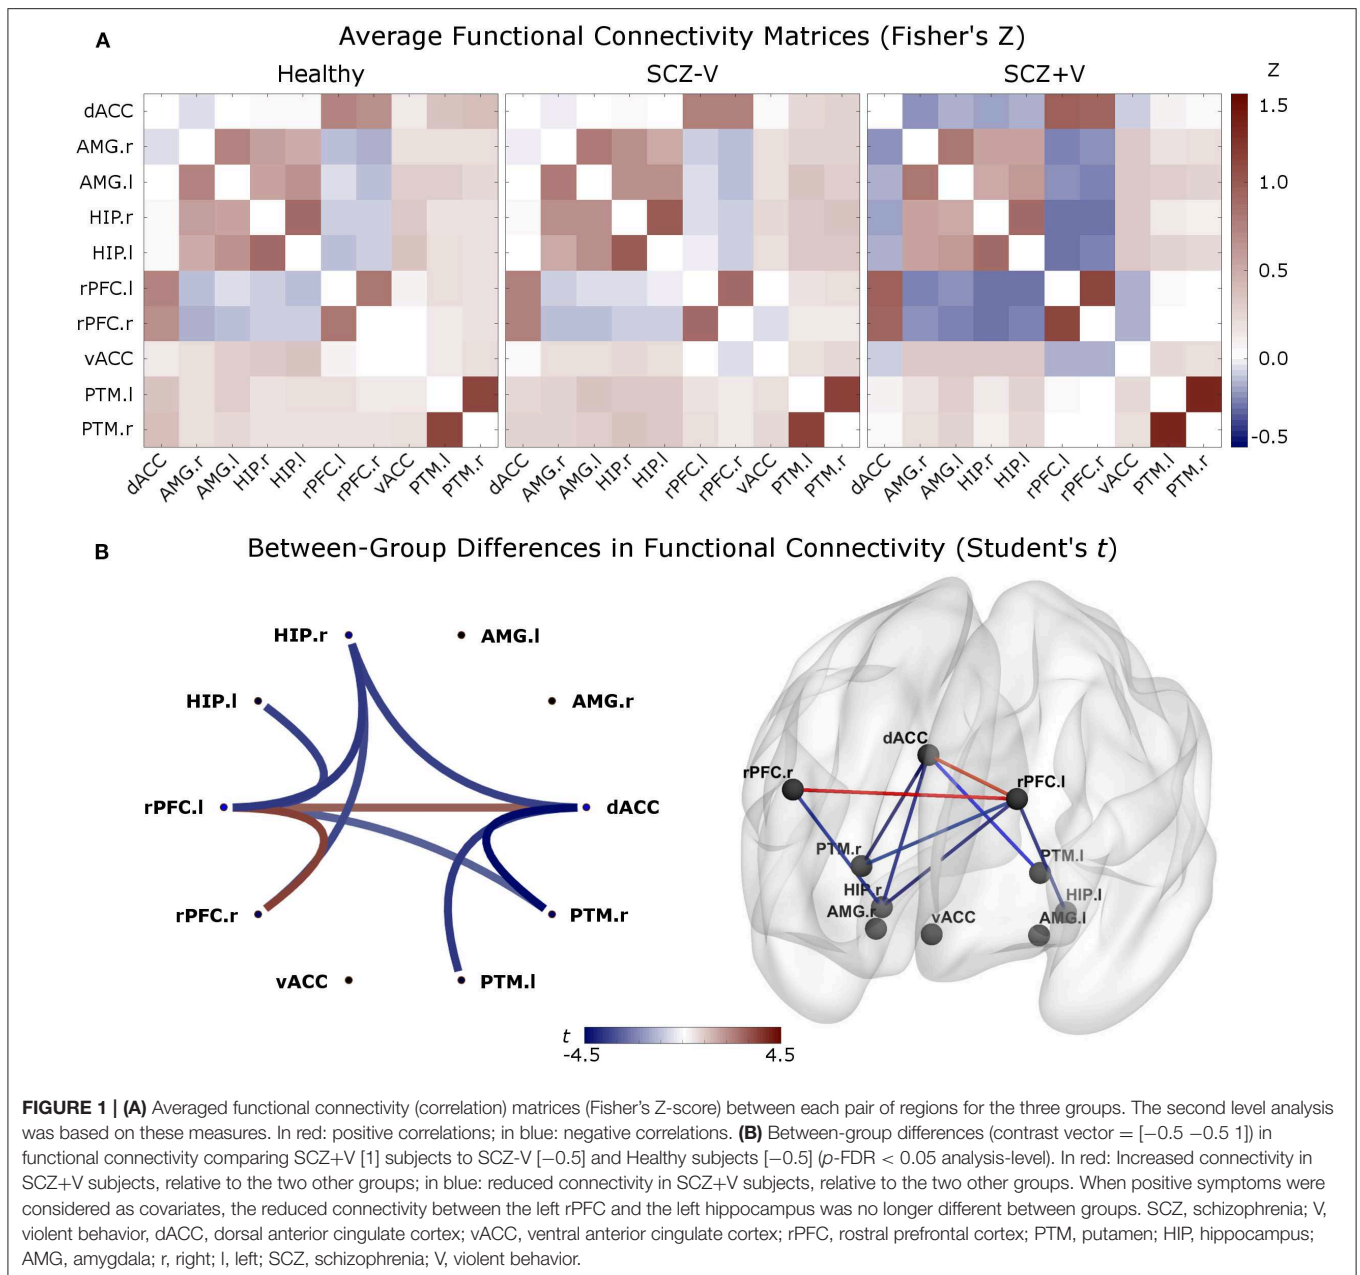 A
Average Functional Connectivity Matrices (Fisher's Z)
Healthy SCZ-V SCZ+V Z
dACC
AMG.r
AMG.l
HIP.r
HIP.l
rPFC.l
rPFC.r
vACC
PTM.l
PTM.r
1.5
1.0
0.5
0.0
-0.5
dACC AMG.r AMG.l HIP.r HIP.l rPFC.l rPFC.r vACC PTM.l PTM.r
dACC AMG.r AMG.l HIP.r HIP.l rPFC.l rPFC.r vACC PTM.l PTM.r
dACC AMG.r AMG.l HIP.r HIP.l rPFC.l rPFC.r vACC PTM.l PTM.r
B
Between-Group Differences in Functional Connectivity (Student's t)
HIP.r AMG.l
HIP.l AMG.r
rPFC.l dACC
rPFC.r PTM.r
vACC PTM.l
dACC
rPFC.r rPFC.l
PTM.r PTM.l
HIP.r HIP.l
AMG.r vACC AMG.l
t
-4.5 4.5
FIGURE 1 | (A) Averaged functional connectivity (correlation) matrices (Fisher's Z-score) between each pair of regions for the three groups. The second level analysis
was based on these measures. In red: positive correlations; in blue: negative correlations. (B) Between-group differences (contrast vector = [−0.5 −0.5 1]) in
functional connectivity comparing SCZ+V [1] subjects to SCZ-V [−0.5] and Healthy subjects [−0.5] (p-FDR < 0.05 analysis-level). In red: Increased connectivity in
SCZ+V subjects, relative to the two other groups; in blue: reduced connectivity in SCZ+V subjects, relative to the two other groups. When positive symptoms were
considered as covariates, the reduced connectivity between the left rPFC and the left hippocampus was no longer different between groups. SCZ, schizophrenia; V,
violent behavior, dACC, dorsal anterior cingulate cortex; vACC, ventral anterior cingulate cortex; rPFC, rostral prefrontal cortex; PTM, putamen; HIP, hippocampus;
AMG, amygdala; r, right; l, left; SCZ, schizophrenia; V, violent behavior.